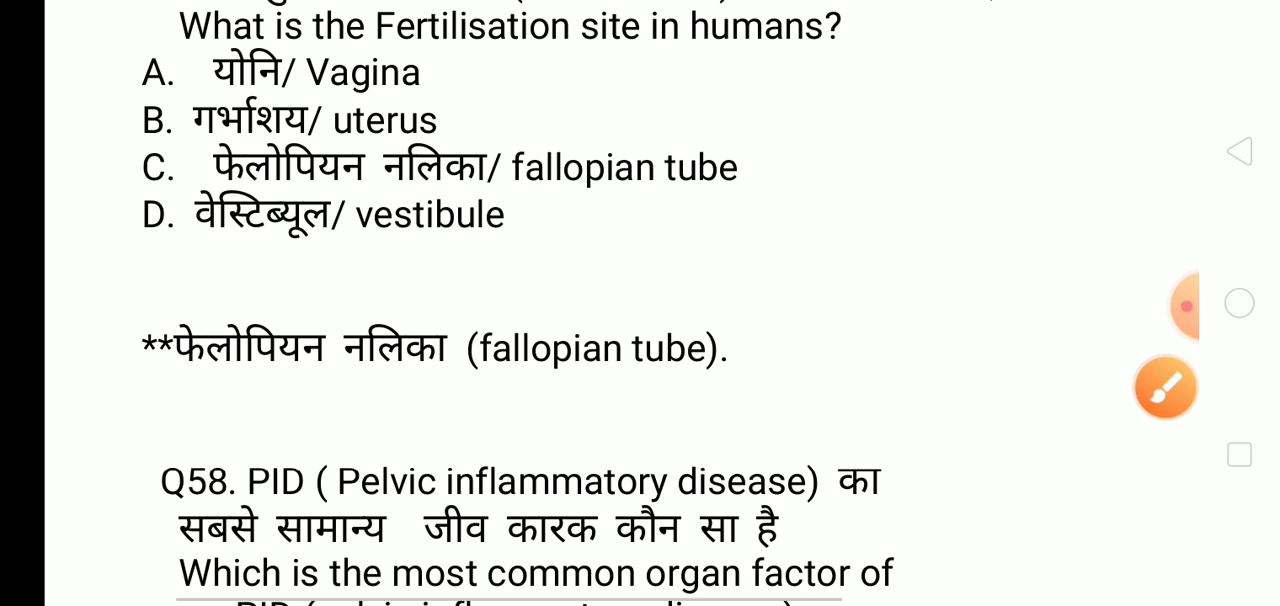 What is the Fertilisation site in humans?
A. योनि/ Vagina
B. गर्भाशय/ uterus
C. फेलोपियन नलिका/ fallopian tube
D. वेस्टिब्यूल/ vestibule
**फेलोपियन नलिका (fallopian tube).
Q58. PID ( Pelvic inflammatory disease) का
सबसे सामान्य जीव कारक कौन सा है
Which is the most common organ factor of